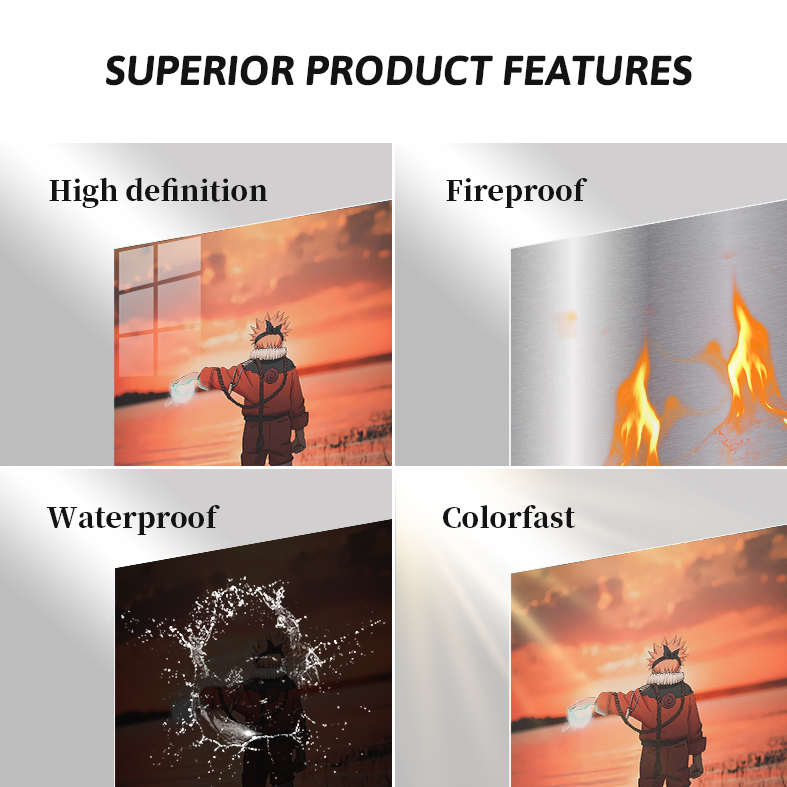 SUPERIOR PRODUCT FEATURES
High definition
Fireproof
Waterproof
Colorfast